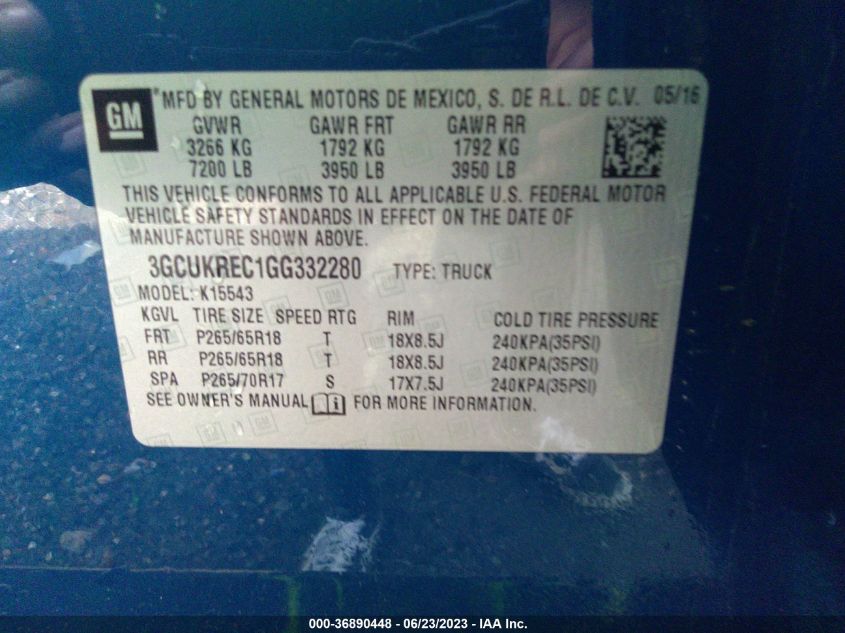 GM ® MFD BY GENERAL MOTORS DE MEXICO, S. DE R.L. DE C.V. 05/16
GVWR GAWR FRT GAWR RR
3266 KG 1792 KG 1792 KG
7200 LB 3950 LB 3950 LB
THIS VEHICLE CONFORMS TO ALL APPLICABLE U.S. FEDERAL MOTOR
VEHICLE SAFETY STANDARDS IN EFFECT ON THE DATE OF
MANUFACTURE SHOWN ABOVE.
3GCUKREC1GG332280 TYPE: TRUCK
MODEL: K15543
KGVL TIRE SIZE SPEED RTG RIM COLD TIRE PRESSURE
FRT P265/65R18 T 18X8.5J 240KPA(35PSI)
RR P265/65R18 T 18X8.5J 240KPA(35PSI)
SPA P265/70R17 S 17X7.5J 240KPA(35PSI)
SEE OWNER'S MANUAL i FOR MORE INFORMATION.
000-36890448 - 06/23/2023 - IAA Inc.